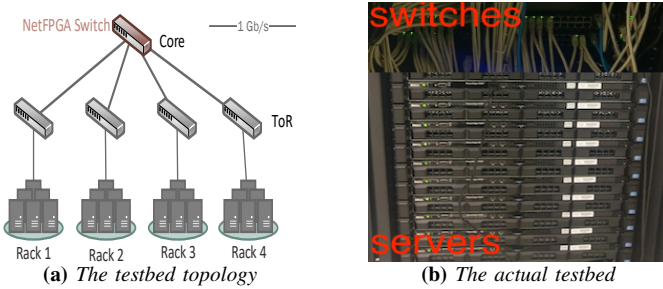 NetFPGA Switch
Core
1 Gb/s
ToR
Rack 1
Rack 2
Rack 3
Rack 4
(a) The testbed topology
switches
servers
(b) The actual testbed